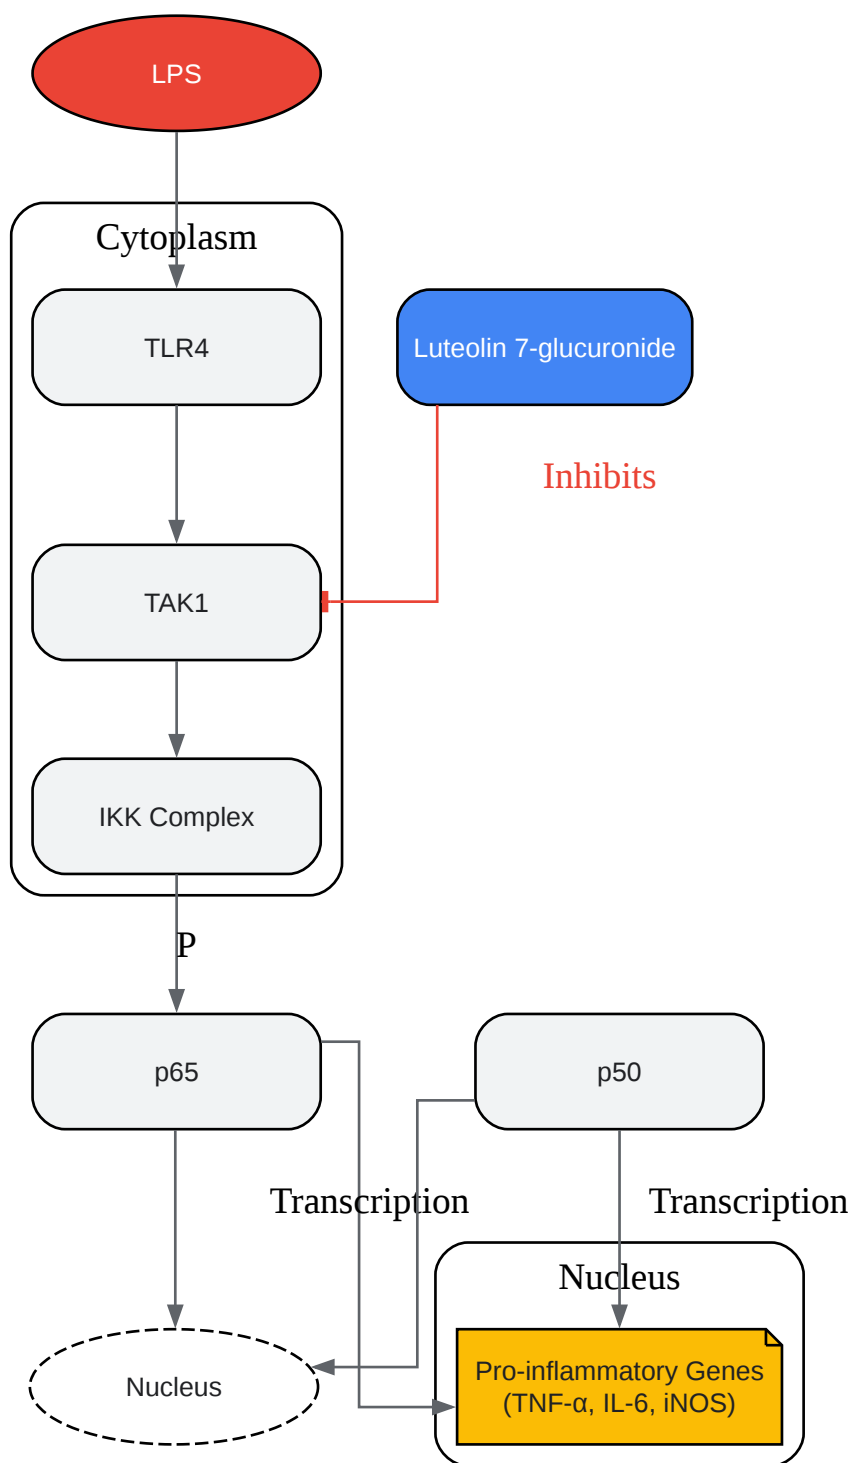 LPS
Cytoplasm
TLR4
Luteolin 7-glucuronide
Inhibits
TAK1
IKK Complex
P
p65
p50
Transcription
Transcription
Nucleus
Nucleus
Pro-inflammatory Genes
(TNF-α, IL-6, iNOS)